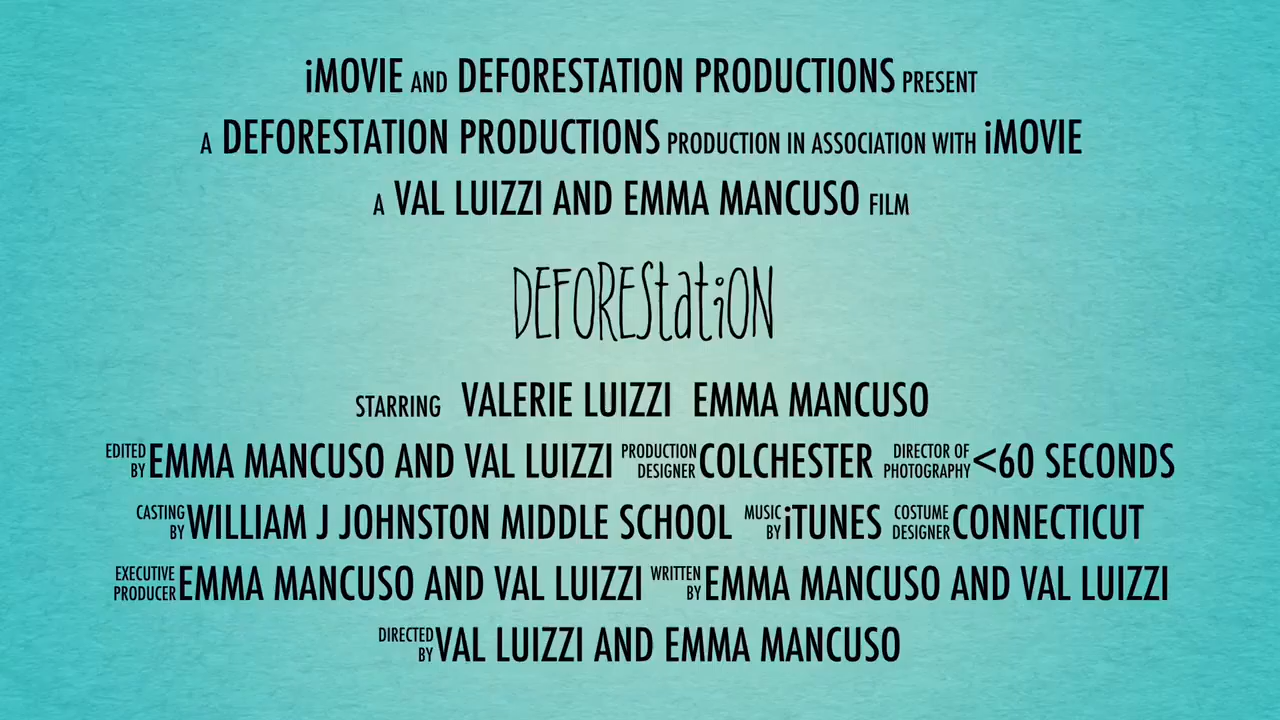 iMOVIE AND DEFORESTATION PRODUCTIONS PRESENT
A DEFORESTATION PRODUCTIONS PRODUCTION IN ASSOCIATION WITH iMOVIE
A VAL LUIZZI AND EMMA MANCUSO FILM
DEFOREStatiON
STARRING VALERIE LUIZZI EMMA MANCUSO
EDITED BY EMMA MANCUSO AND VAL LUIZZI PRODUCTION DESIGNER COLCHESTER DIRECTOR OF PHOTOGRAPHY <60 SECONDS
CASTING BY WILLIAM J JOHNSTON MIDDLE SCHOOL MUSIC BY iTUNES COSTUME DESIGNER CONNECTICUT
EXECUTIVE PRODUCER EMMA MANCUSO AND VAL LUIZZI WRITTEN BY EMMA MANCUSO AND VAL LUIZZI
DIRECTED BY VAL LUIZZI AND EMMA MANCUSO